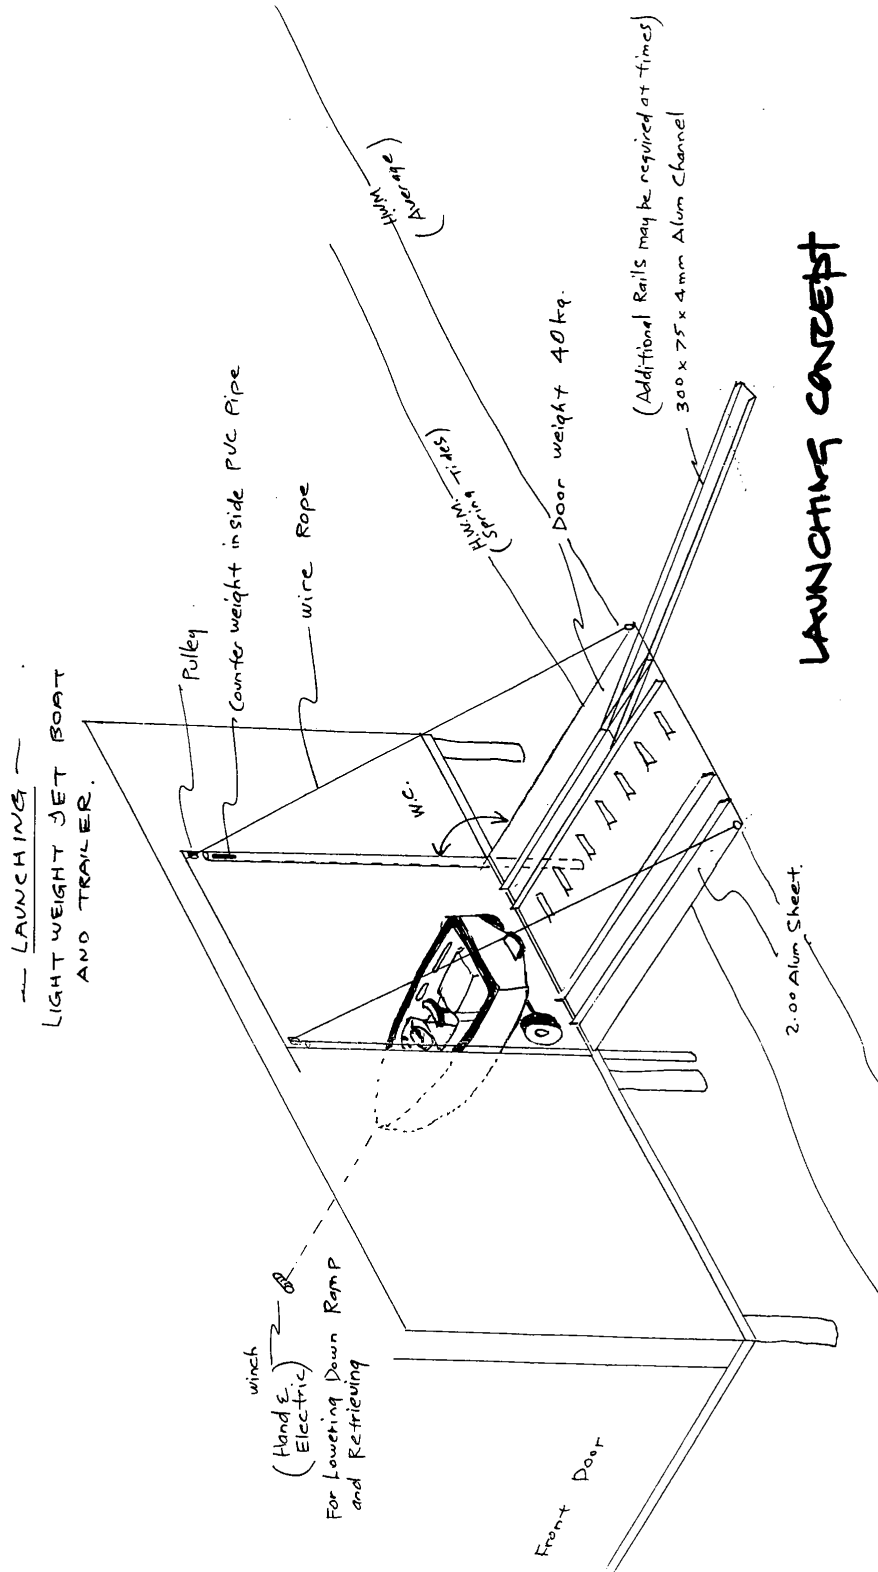 — LAUNCHING —
LIGHT WEIGHT JET BOAT
AND TRAILER.
Pulley
Counter weight inside PVC Pipe
wire Rope
H.W.M.
(Spring Tides)
HWM
(Average)
Door weight 40kg.
(Additional Rails may be required at times)
300 x 75 x 4mm Alum Channel
W.C.
2.00 Alum Sheet.
winch
(Hand &
Electric)
For Lowering Down Ramp
and Retrieving
Front Door
LAUNCHING CONCEPT